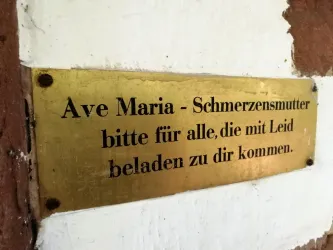 Ave Maria - Schmerzensmutter
bitte für alle, die mit Leid
beladen zu dir kommen.